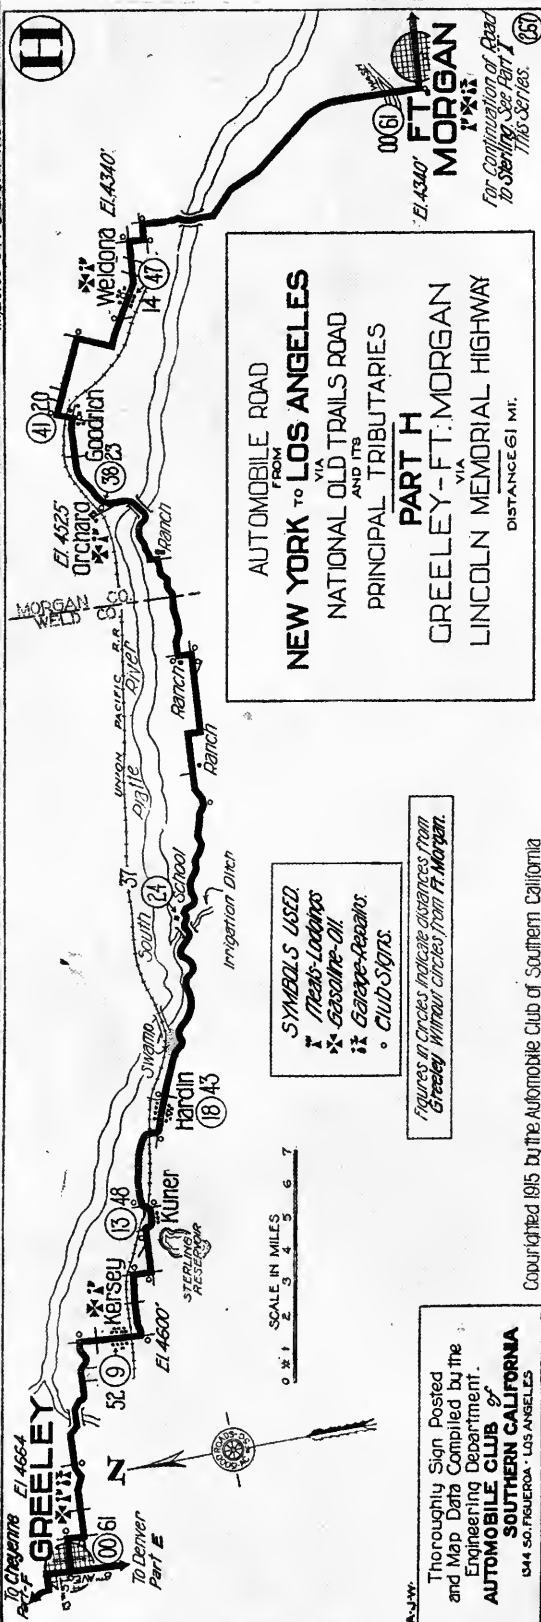 H
To Cheyenne
Part-F
GREELEY
El 4664
00 61
To Denver
Part E
N
GOOD ROADS
52 9
Kersey
El 4600'
13 48
Kuner
STERLING
RESERVOIR
Hardin
18 43
Swamp
South Platte River
37
24
School
Irrigation Ditch
UNION PACIFIC R.R.
Ranch
Ranch
Ranch
MORGAN CO.
WELD CO
El. 4525'
Orchard
38 23
Goodrich
41 20
Weldona
El. 4340'
14 47
00 61
El. 4340'
FT.
MORGAN
For Continuation of Road
to Sterling, See Part I
This Series.
260
AUTOMOBILE ROAD
FROM
NEW YORK TO LOS ANGELES
VIA
NATIONAL OLD TRAILS ROAD
AND ITS
PRINCIPAL TRIBUTARIES
PART H
GREELEY-FT. MORGAN
VIA
LINCOLN MEMORIAL HIGHWAY
DISTANCE 61 MI.
SYMBOLS USED.
Meals-Lodgings
Gasoline-Oil.
Garage-Repairs.
Club Signs.
Figures in Circles indicate distances from
Greeley Without circles from Ft. Morgan.
SCALE IN MILES
0 ½ 1 2 3 4 5 6 7
A.J.W.
Thoroughly Sign Posted
and Map Data Compiled by the
Engineering Department.
AUTOMOBILE CLUB of
SOUTHERN CALIFORNIA
1344 SO. FIGUEROA - LOS ANGELES
Copyrighted 1915 by the Automobile Club of Southern California